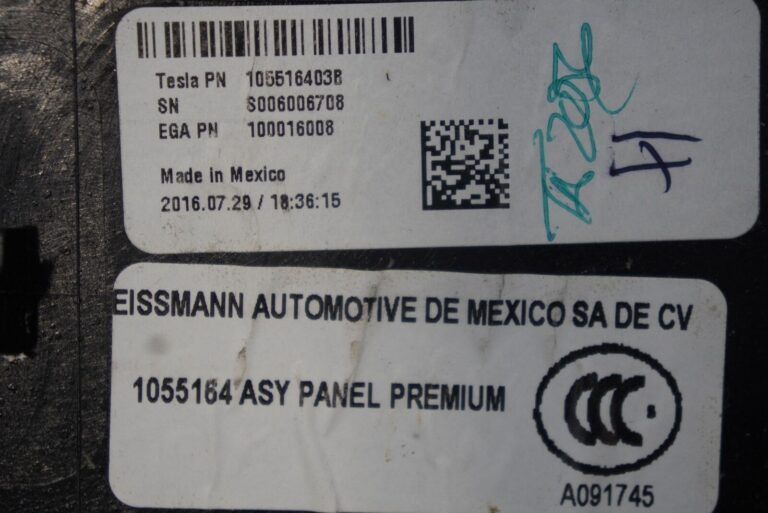 Tesla PN 105516403B
SN S006006708
EGA PN 100016008
Made in Mexico
2016.07.29 / 18:36:15
41
EISSMANN AUTOMOTIVE DE MEXICO SA DE CV
1055164 ASY PANEL PREMIUM
CCC
A091745